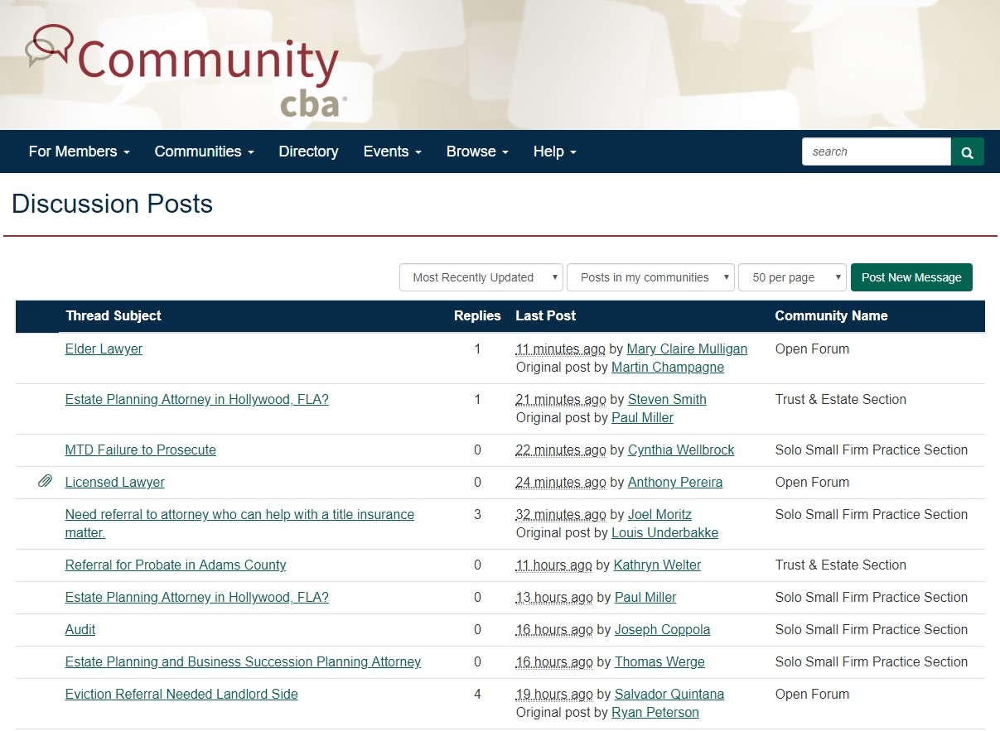 Community
cba
For Members Communities Directory Events Browse Help search
Discussion Posts
Most Recently Updated Posts in my communities 50 per page Post New Message
Thread Subject Replies Last Post Community Name
Elder Lawyer 1 11 minutes ago by Mary Claire Mulligan Open Forum
Original post by Martin Champagne
Estate Planning Attorney in Hollywood, FLA? 1 21 minutes ago by Steven Smith Trust & Estate Section
Original post by Paul Miller
MTD Failure to Prosecute 0 22 minutes ago by Cynthia Wellbrock Solo Small Firm Practice Section
Licensed Lawyer 0 24 minutes ago by Anthony Pereira Open Forum
Need referral to attorney who can help with a title insurance 3 32 minutes ago by Joel Moritz Solo Small Firm Practice Section
matter. Original post by Louis Underbakke
Referral for Probate in Adams County 0 11 hours ago by Kathryn Welter Trust & Estate Section
Estate Planning Attorney in Hollywood, FLA? 0 13 hours ago by Paul Miller Solo Small Firm Practice Section
Audit 0 16 hours ago by Joseph Coppola Solo Small Firm Practice Section
Estate Planning and Business Succession Planning Attorney 0 16 hours ago by Thomas Werge Solo Small Firm Practice Section
Eviction Referral Needed Landlord Side 4 19 hours ago by Salvador Quintana Open Forum
Original post by Ryan Peterson